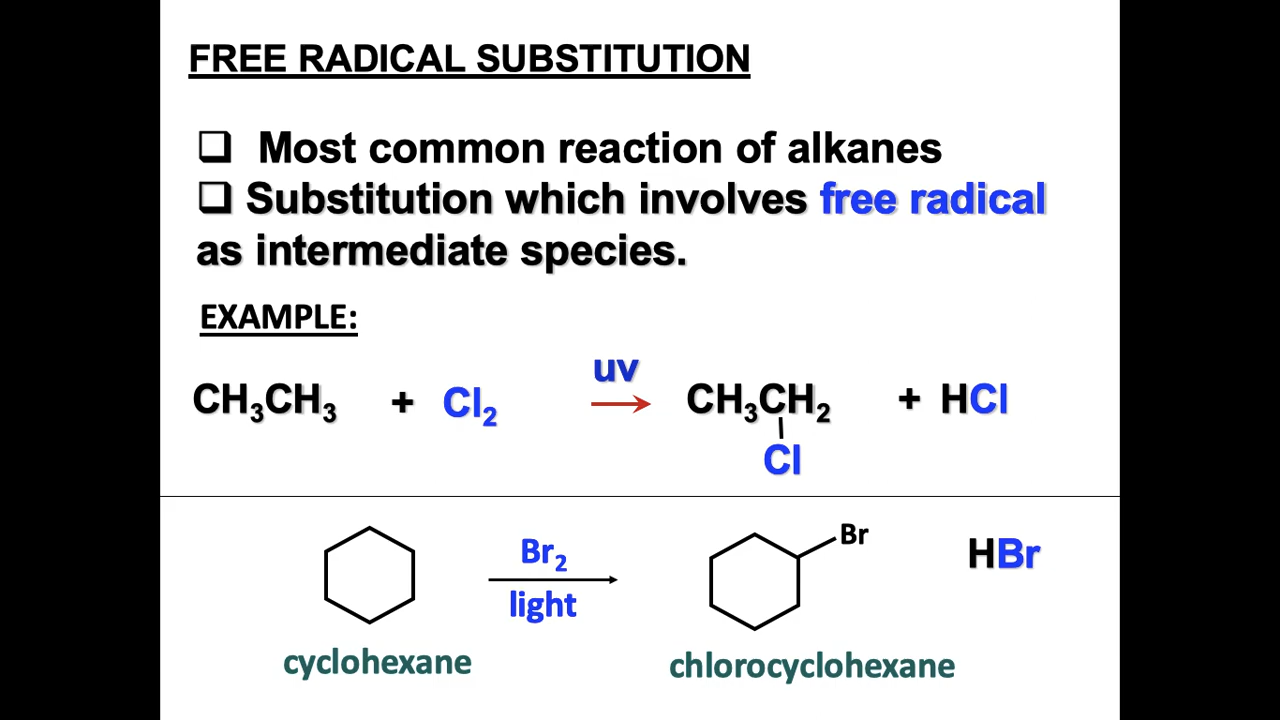 FREE RADICAL SUBSTITUTION
❑ Most common reaction of alkanes
❑ Substitution which involves free radical
as intermediate species.
EXAMPLE:
uv
CH₃CH₃ + Cl₂ → CH₃CH₂ + HCl
Cl
Br₂
light
Br
HBr
cyclohexane
chlorocyclohexane